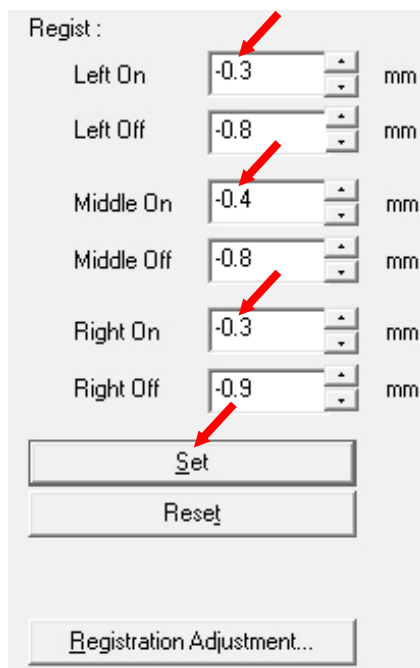 Regist :
Left On -0.3 mm
Left Off -0.8 mm
Middle On -0.4 mm
Middle Off -0.8 mm
Right On -0.3 mm
Right Off -0.9 mm
Set
Reset
Registration Adjustment...